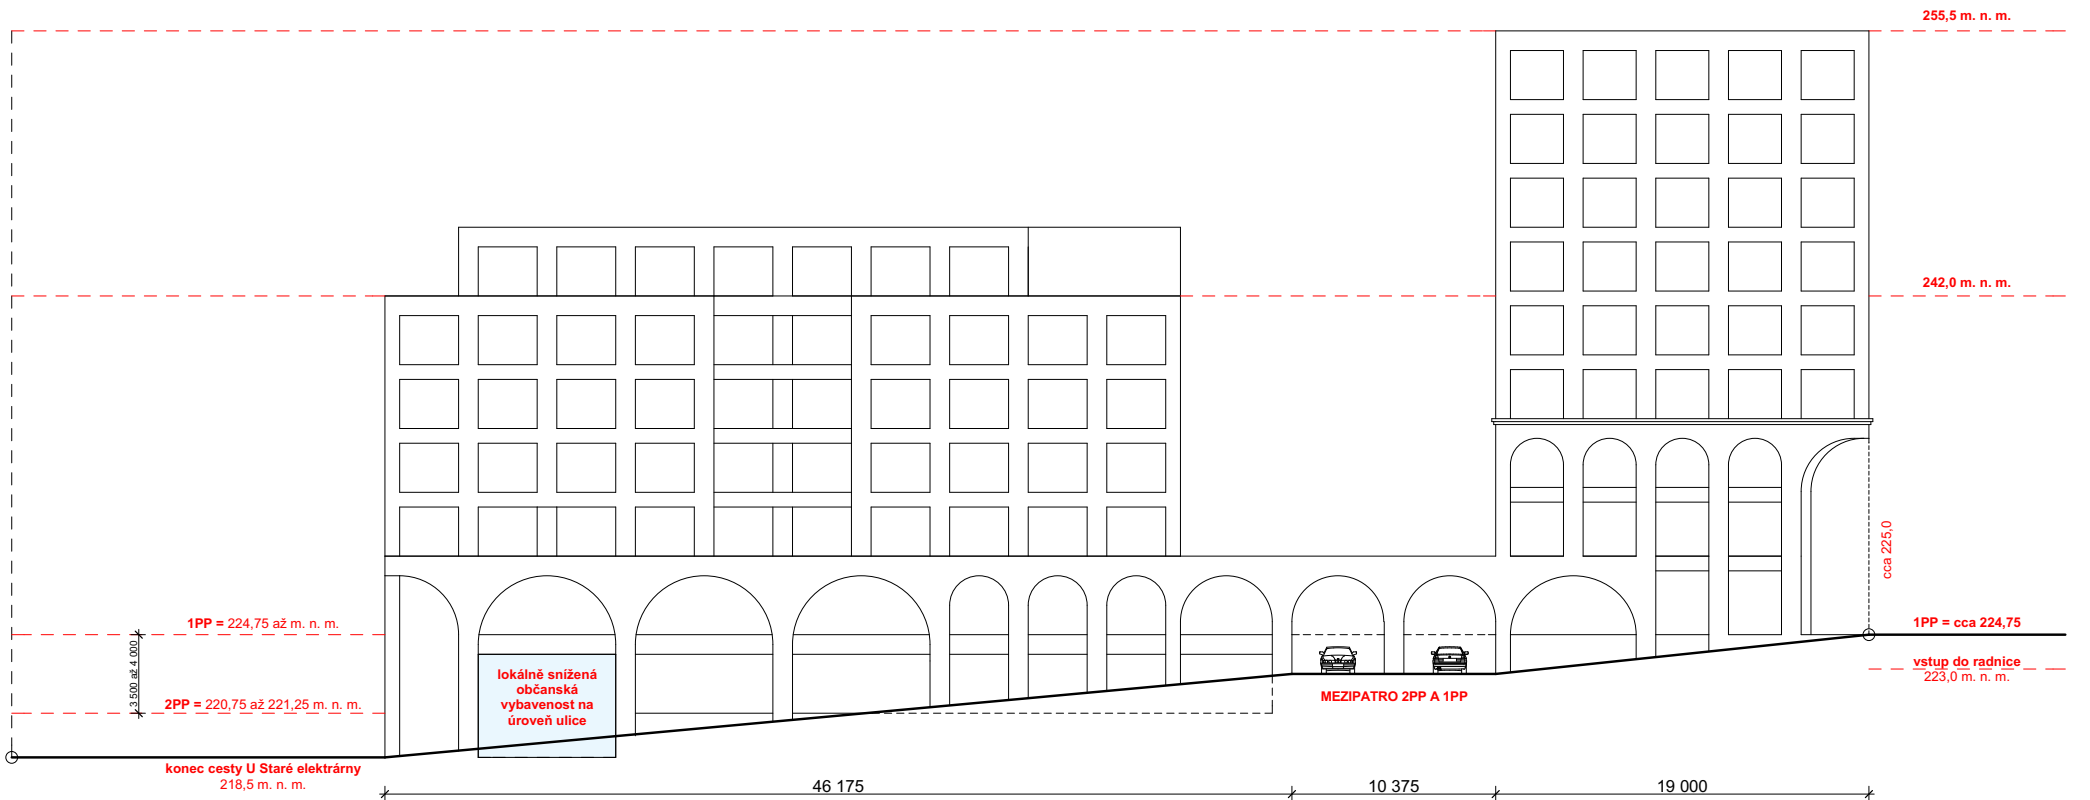 255,5 m. n. m.
242,0 m. n. m.
cca 225,0
1PP = 224,75 až m. n. m.
3 500 až 4 000
2PP = 220,75 až 221,25 m. n. m.
lokálně snížená
občanská
vybavenost na
úroveň ulice
1PP = cca 224,75
vstup do radnice
223,0 m. n. m.
MEZIPATRO 2PP A 1PP
konec cesty U Staré elektrárny
218,5 m. n. m.
46 175
10 375
19 000